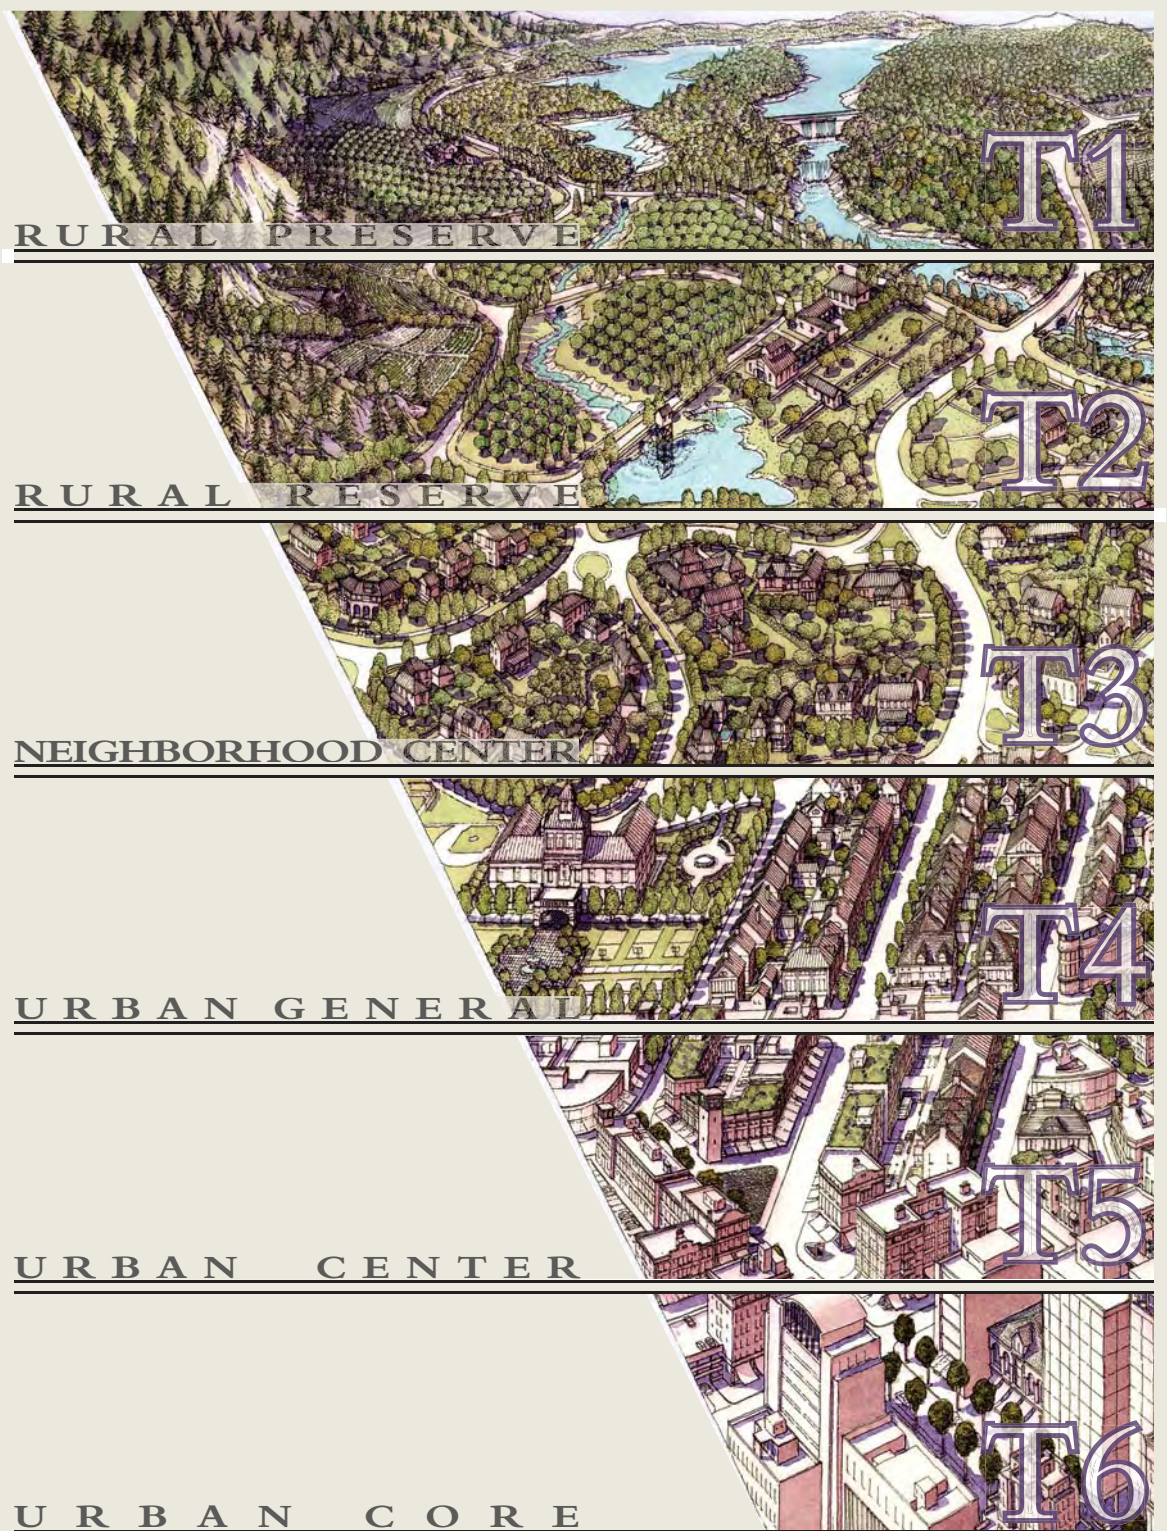 T1
RURAL PRESERVE
T2
RURAL RESERVE
T3
NEIGHBORHOOD CENTER
T4
URBAN GENERAL
T5
URBAN CENTER
T6
URBAN CORE